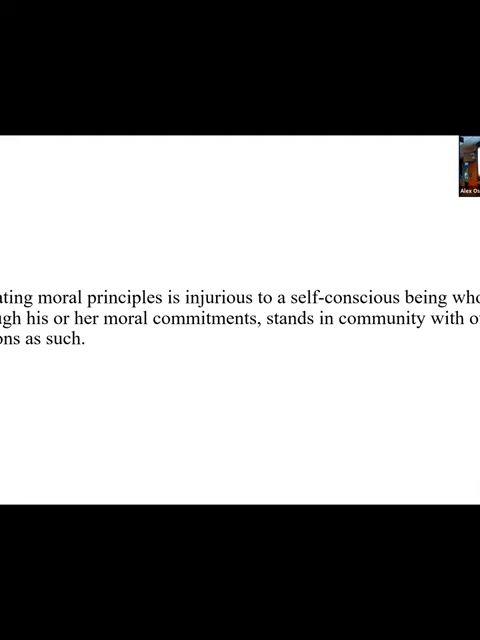 ating moral principles is injurious to a self-conscious being who
ugh his or her moral commitments, stands in community with o
ons as such.
Alex Os